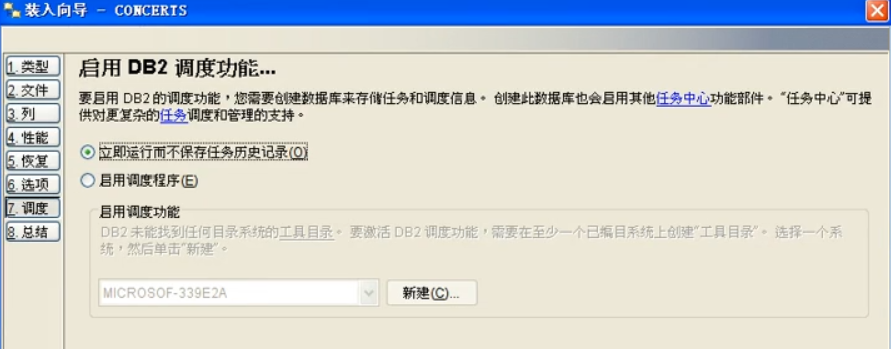 装入向导 - CONCERTS
1. 类型
2. 文件
3. 列
4. 性能
5. 恢复
6. 选项
7. 调度
8. 总结
启用 DB2 调度功能...
要启用 DB2的调度功能，您需要创建数据库来存储任务和调度信息。 创建此数据库也会启用其他任务中心功能部件。 "任务中心"可提
供对更复杂的任务调度和管理的支持。
立即运行而不保存任务历史记录(O)
启用调度程序(E)
启用调度功能
DB2 未能找到任何目录系统的工具目录。 要激活 DB2 调度功能，需要在至少一个已编目系统上创建"工具目录"。 选择一个系
统，然后单击"新建"。
MICROSOF-339E2A
新建(C)...